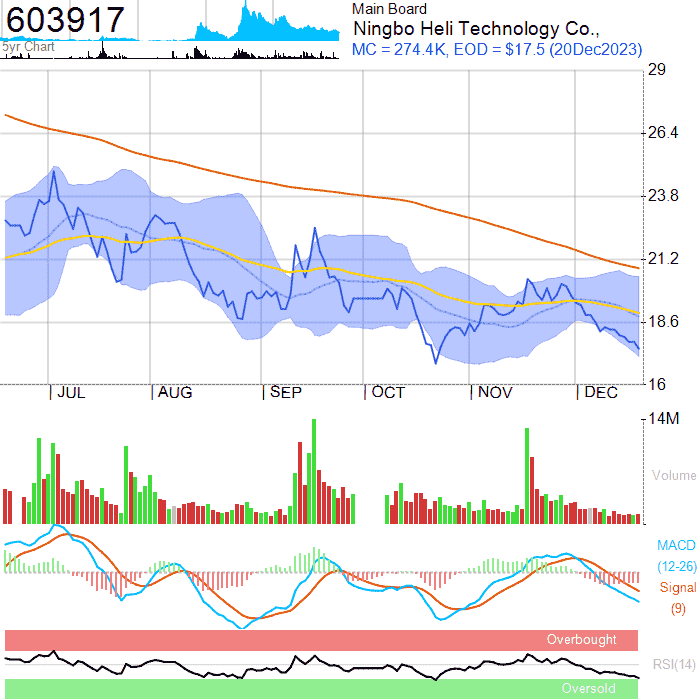 603917
5yr Chart
Main Board
Ningbo Heli Technology Co.,
MC = 274.4K, EOD = $17.5 (20Dec2023)
29
26.4
23.8
21.2
18.6
16
JUL
AUG
SEP
OCT
NOV
DEC
14M
Volume
MACD
(12-26)
Signal
(9)
Overbought
RSI(14)
Oversold